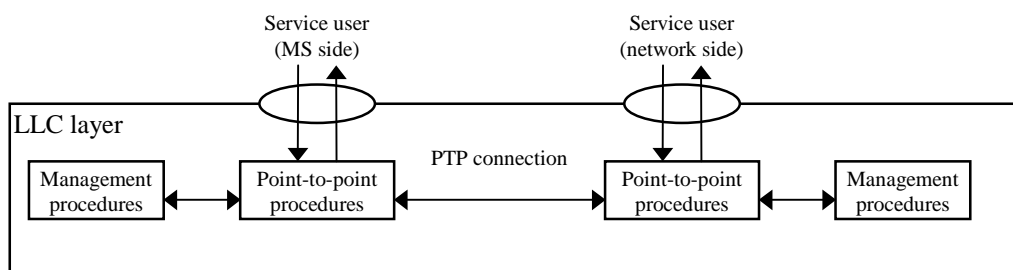 Service user
(MS side)
Service user
(network side)
LLC layer
PTP connection
Management
procedures
Point-to-point
procedures
Point-to-point
procedures
Management
procedures